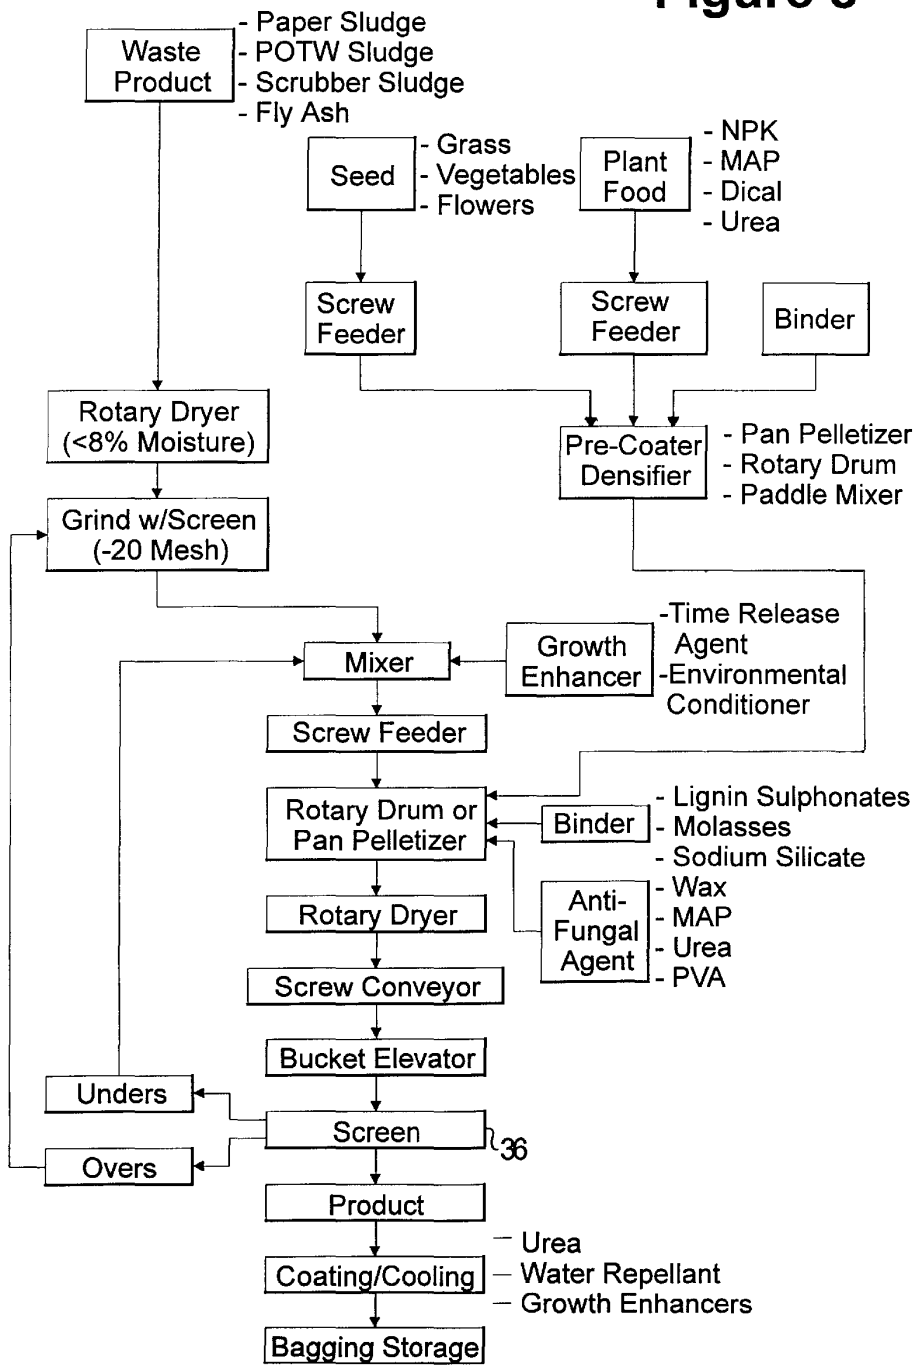 Waste
Product
- Paper Sludge
- POTW Sludge
- Scrubber Sludge
- Fly Ash
Seed
- Grass
- Vegetables
- Flowers
Plant
Food
- NPK
- MAP
- Dical
- Urea
Screw
Feeder
Screw
Feeder
Binder
Rotary Dryer
(<8% Moisture)
Pre-Coater
Densifier
- Pan Pelletizer
- Rotary Drum
- Paddle Mixer
Grind w/Screen
(-20 Mesh)
Mixer
Growth
Enhancer
-Time Release
Agent
-Environmental
Conditioner
Screw Feeder
Rotary Drum or
Pan Pelletizer
Binder
- Lignin Sulphonates
- Molasses
- Sodium Silicate
Anti-
Fungal
Agent
- Wax
- MAP
- Urea
- PVA
Rotary Dryer
Screw Conveyor
Bucket Elevator
Unders
Screen
36
Overs
Product
Coating/Cooling
- Urea
- Water Repellant
- Growth Enhancers
Bagging Storage